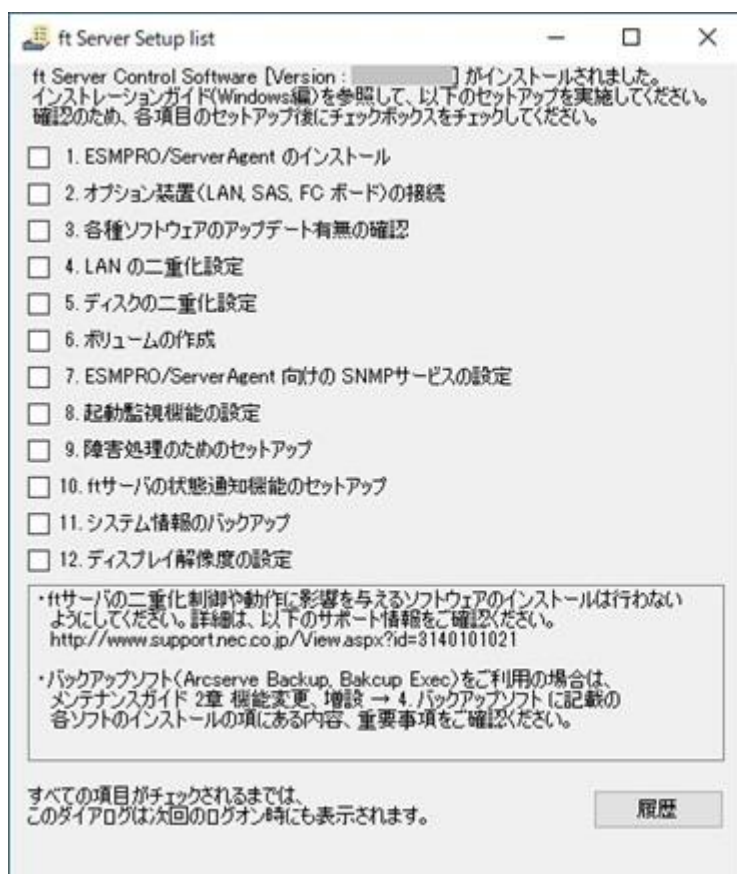 ft Server Setup list
ft Server Control Software [Version : ] がインストールされました。
インストレーションガイド(Windows編)を参照して、以下のセットアップを実施してください。
確認のため、各項目のセットアップ後にチェックボックスをチェックしてください。
1. ESMPRO/ServerAgent のインストール
2. オプション装置(LAN, SAS, FC ボード)の接続
3. 各種ソフトウェアのアップデート有無の確認
4. LAN の二重化設定
5. ディスクの二重化設定
6. ボリュームの作成
7. ESMPRO/ServerAgent 向けの SNMPサービスの設定
8. 起動監視機能の設定
9. 障害処理のためのセットアップ
10. ftサーバの状態通知機能のセットアップ
11. システム情報のバックアップ
12. ディスプレイ解像度の設定
・ftサーバの二重化制御や動作に影響を与えるソフトウェアのインストールは行わない
ようにしてください。詳細は、以下のサポート情報をご確認ください。
http://www.support.nec.co.jp/View.aspx?id=3140101021
・バックアップソフト(Arcserve Backup, Bakcup Exec)をご利用の場合は、
メンテナンスガイド 2章 機能変更、増設 → 4. バックアップソフト に記載の
各ソフトのインストールの項にある内容、重要事項をご確認ください。
すべての項目がチェックされるまでは、
このダイアログは次回のログオン時にも表示されます。
履歴